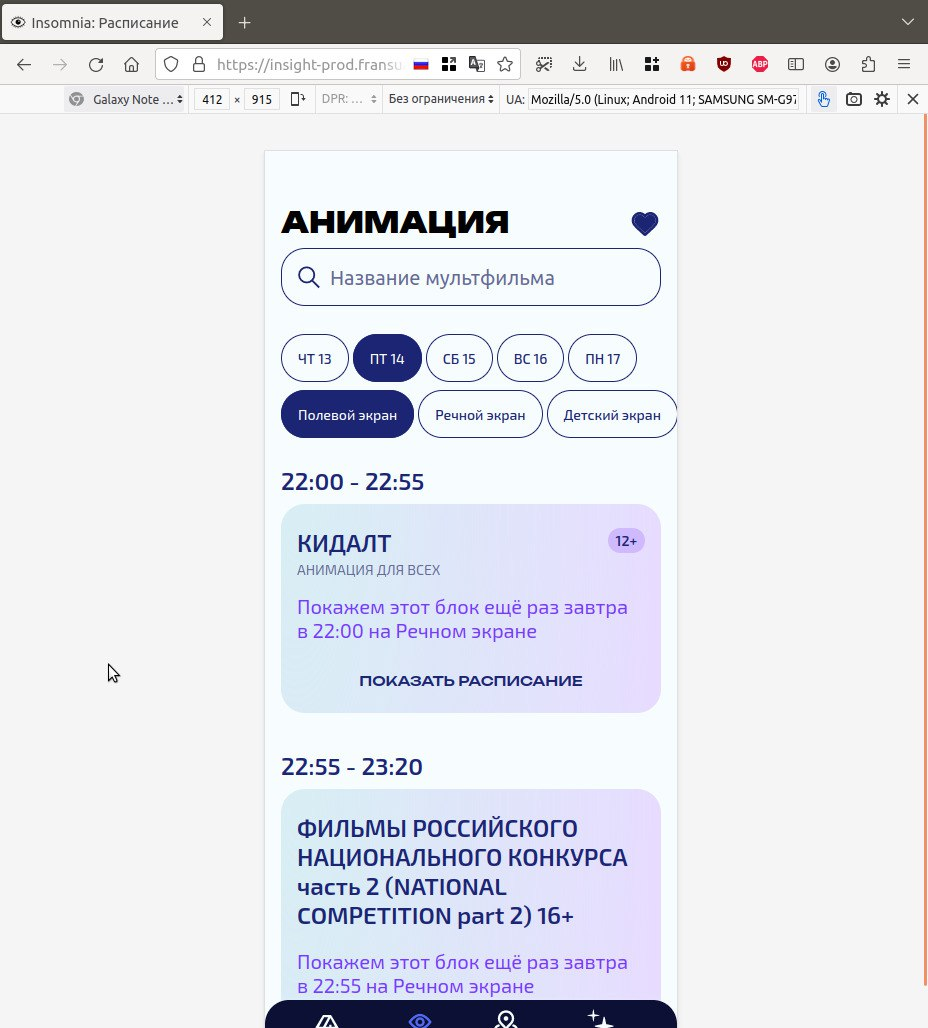 Insomnia: Расписание
https://insight-prod.fransu
Galaxy Note ...
412 × 915
DPR: ...
Без ограничения
UA: Mozilla/5.0 (Linux; Android 11; SAMSUNG SM-G97
АНИМАЦИЯ
Название мультфильма
ЧТ 13
ПТ 14
СБ 15
ВС 16
ПН 17
Полевой экран
Речной экран
Детский экран
22:00 - 22:55
КИДАЛТ
12+
АНИМАЦИЯ ДЛЯ ВСЕХ
Покажем этот блок ещё раз завтра
в 22:00 на Речном экране
ПОКАЗАТЬ РАСПИСАНИЕ
22:55 - 23:20
ФИЛЬМЫ РОССИЙСКОГО
НАЦИОНАЛЬНОГО КОНКУРСА
часть 2 (NATIONAL
COMPETITION part 2) 16+
Покажем этот блок ещё раз завтра
в 22:55 на Речном экране